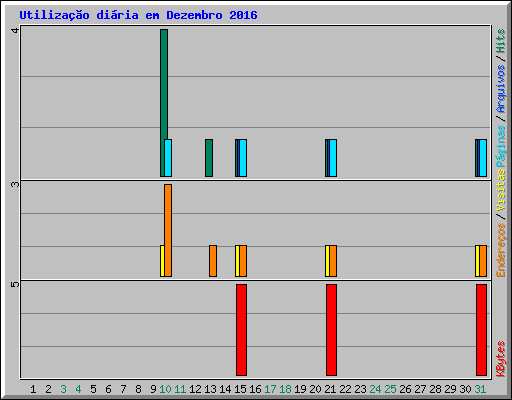 Utilização diária em Dezembro 2016
4
3
5
Endereços / Visitas Páginas / Arquivos / Hits
KBytes
1 2 3 4 5 6 7 8 9 10 11 12 13 14 15 16 17 18 19 20 21 22 23 24 25 26 27 28 29 30 31